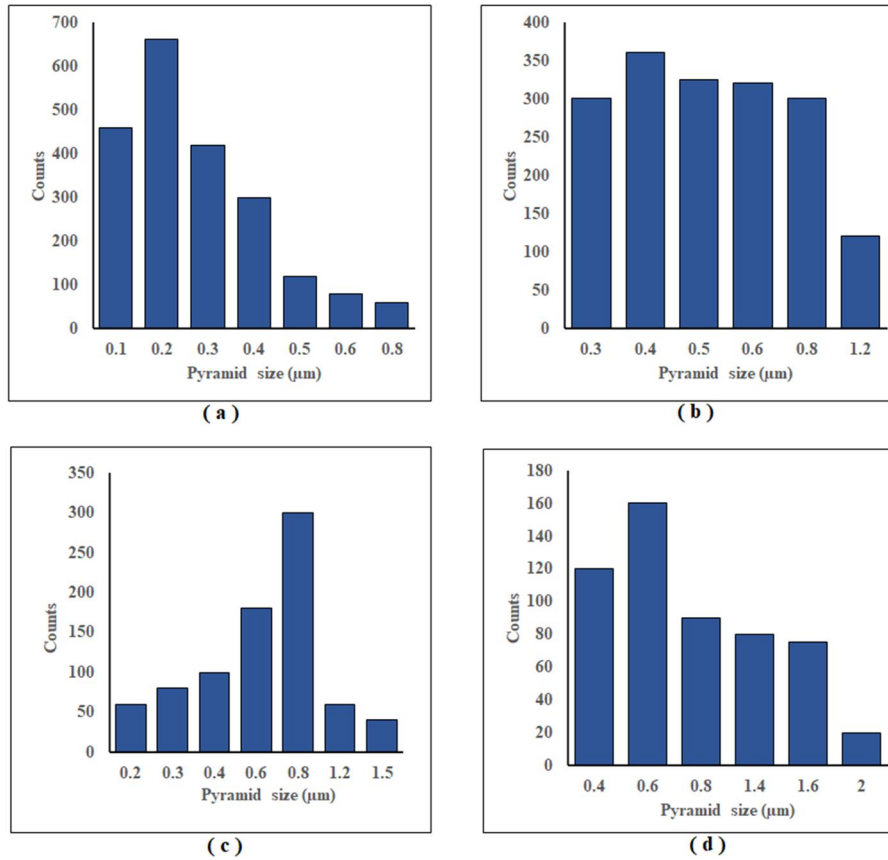 700
600
500
400
300
200
100
0
Counts
0.1 0.2 0.3 0.4 0.5 0.6 0.8
Pyramid size (µm)
( a )
400
350
300
250
200
150
100
50
0
Counts
0.3 0.4 0.5 0.6 0.8 1.2
Pyramid size (µm)
( b )
350
300
250
200
150
100
50
0
Counts
0.2 0.3 0.4 0.6 0.8 1.2 1.5
Pyramid size (µm)
( c )
180
160
140
120
100
80
60
40
20
0
Counts
0.4 0.6 0.8 1.4 1.6 2
Pyramid size (µm)
( d )